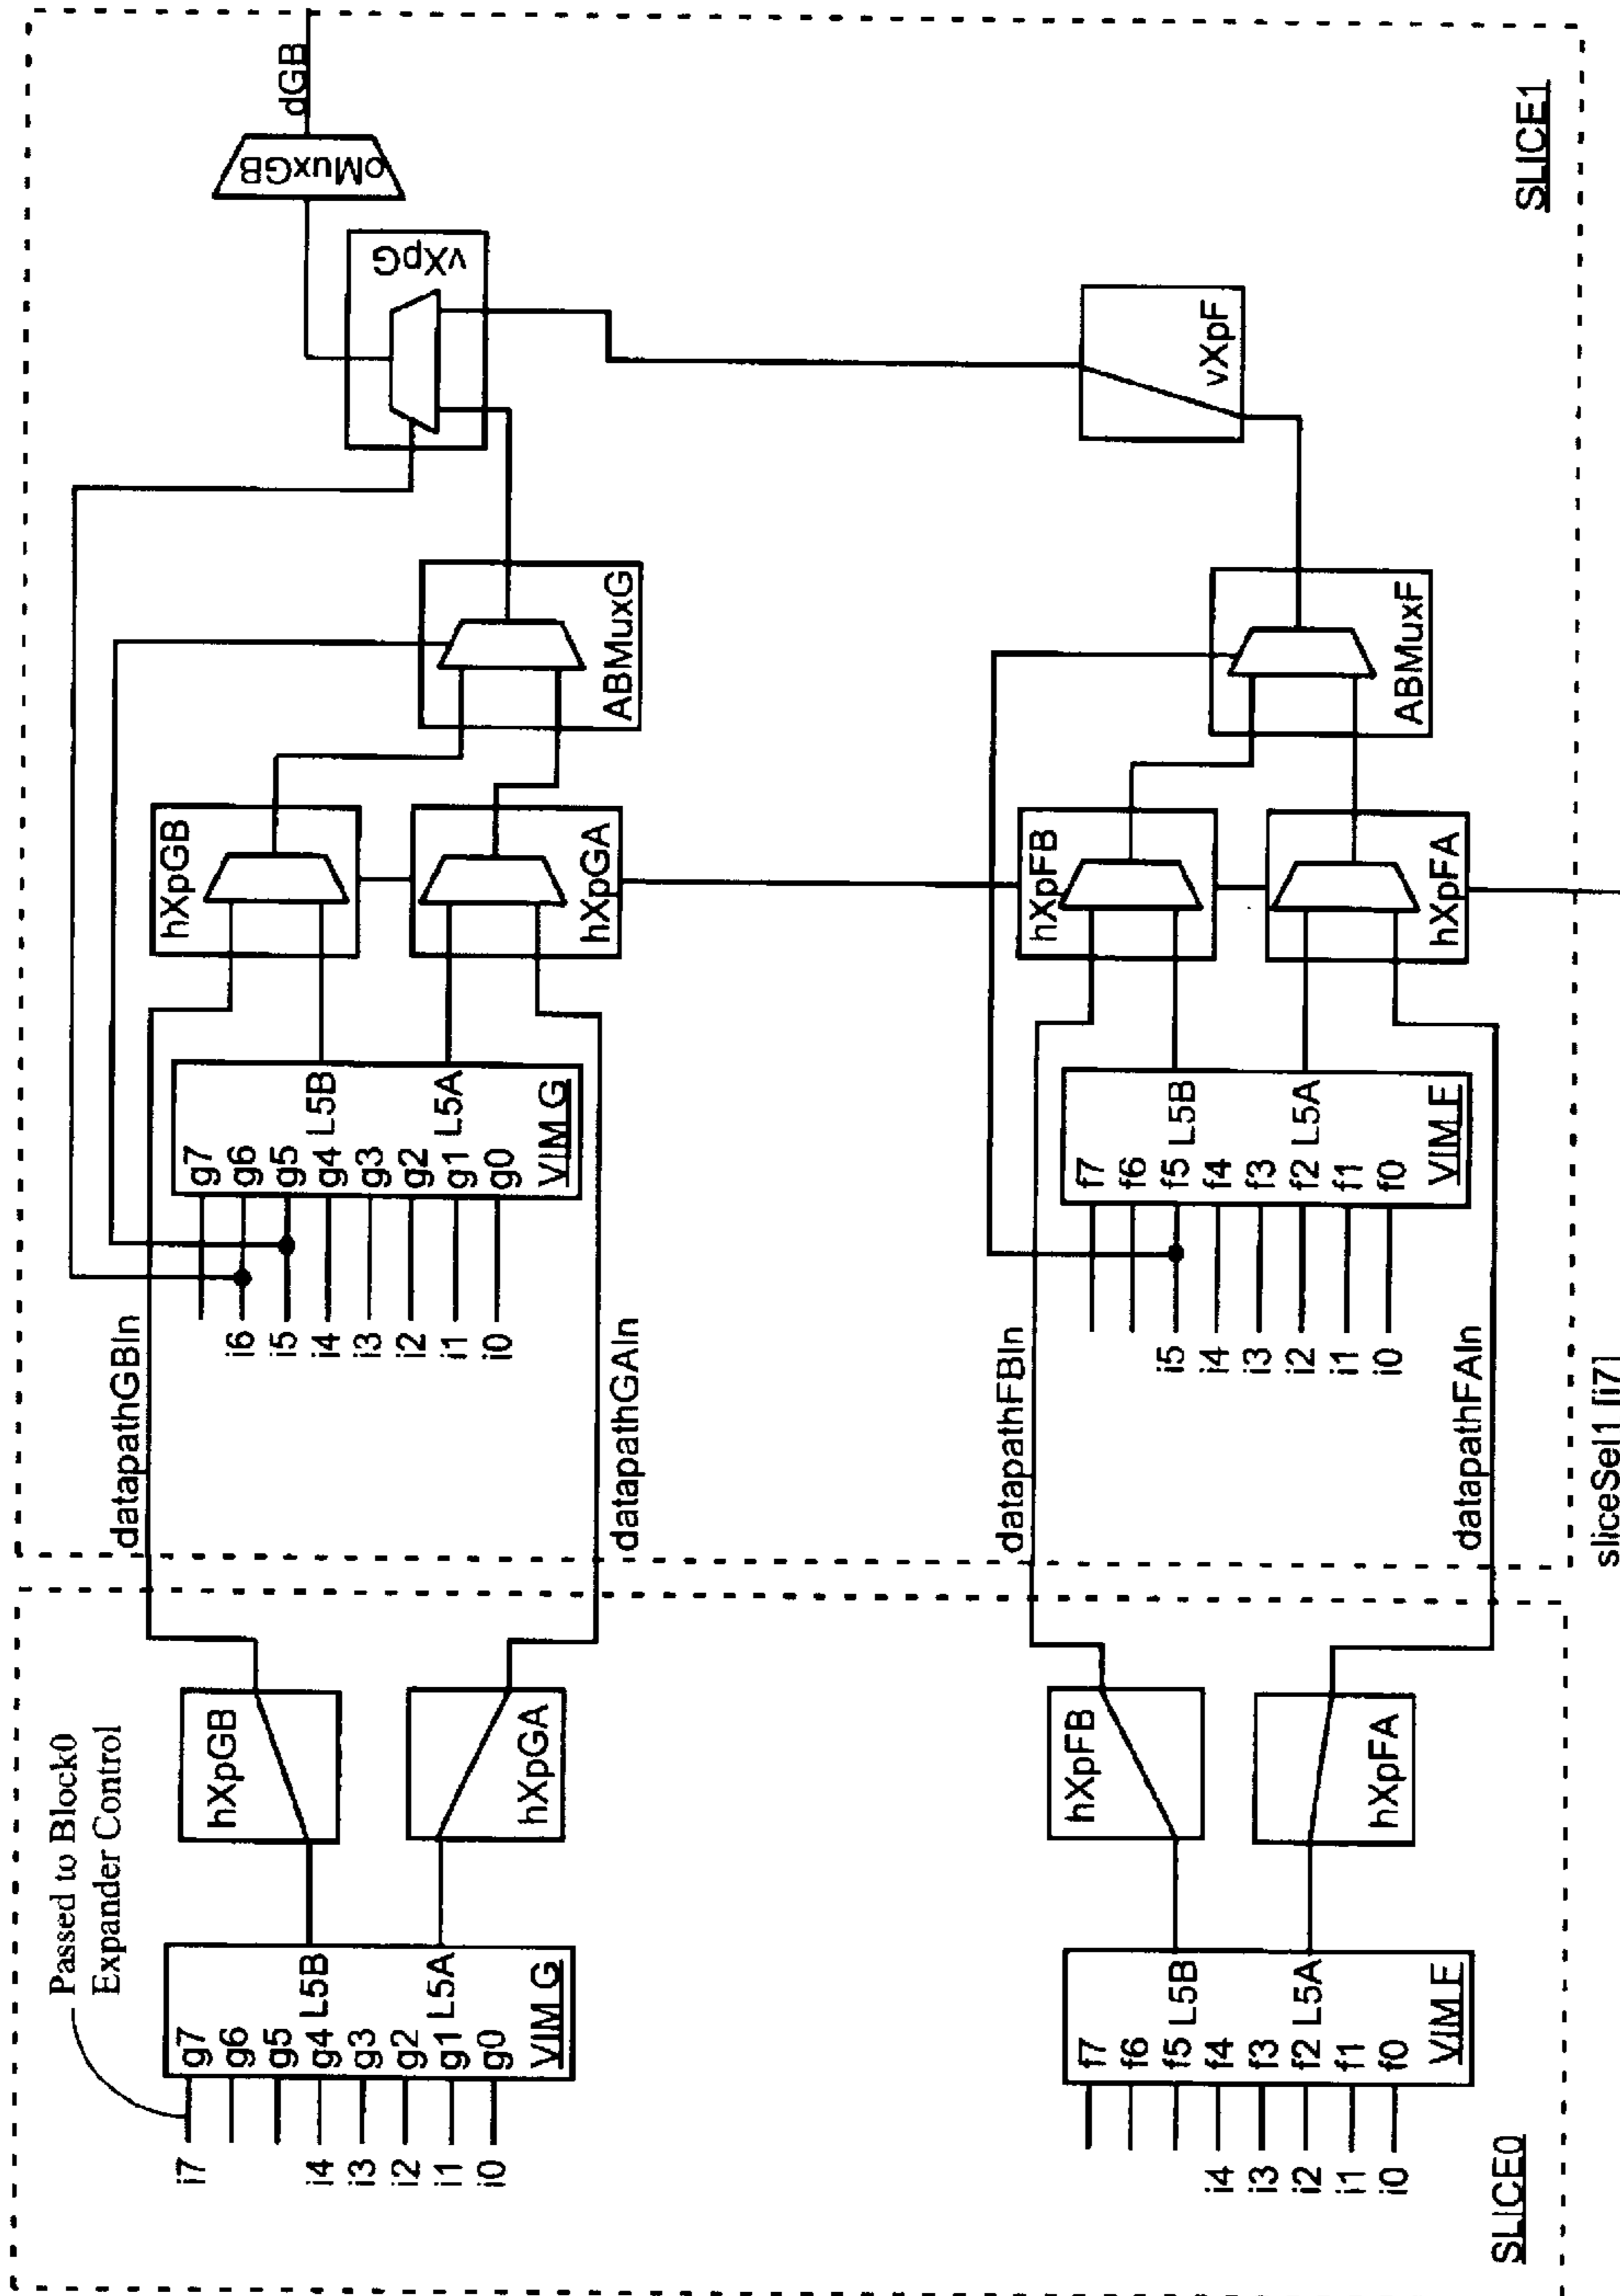 Passed to Block0
Expander Control
i7
i4
i3
i2
i1
i0
g7
g6
g5
g4
g3
g2
g1
g0
L5B
L5A
VIM G
hXpGB
hXpGA
i4
i3
i2
i1
i0
f7
f6
f5
f4
f3
f2
f1
f0
L5B
L5A
VIM F
hXpFB
hXpFA
SLICE0
datapathGBIn
datapathGAIn
datapathFBIn
datapathFAIn
i6
i5
i4
i3
i2
i1
i0
g7
g6
g5
g4
g3
g2
g1
g0
L5B
L5A
VIM G
hXpGB
hXpGA
ABMuxG
vXpG
oMuxGB
dGB
i5
i4
i3
i2
i1
i0
f7
f6
f5
f4
f3
f2
f1
f0
L5B
L5A
VIM F
hXpFB
hXpFA
ABMuxF
vXpF
SLICE1
sliceSel1 [i7]